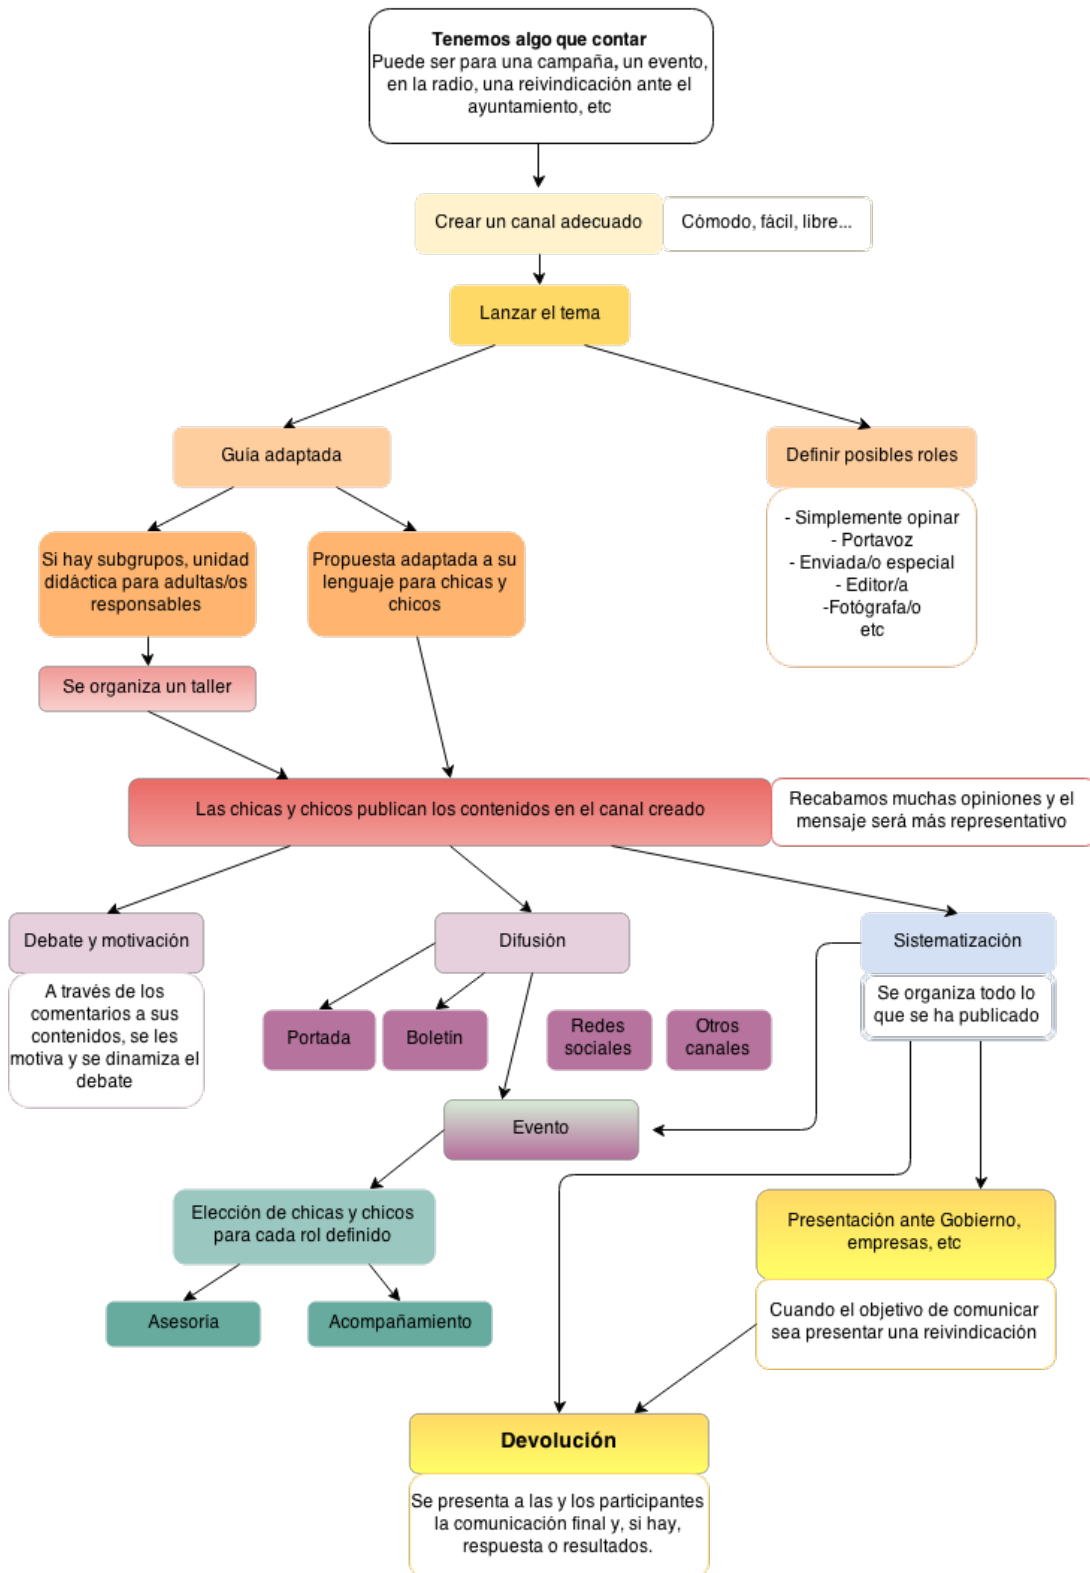 Tenemos algo que contar
Puede ser para una campaña, un evento,
en la radio, una reivindicación ante el
ayuntamiento, etc
Crear un canal adecuado
Cómodo, fácil, libre...
Lanzar el tema
Guía adaptada
Definir posibles roles
- Simplemente opinar
- Portavoz
- Enviada/o especial
- Editor/a
-Fotógrafa/o
etc
Si hay subgrupos, unidad
didáctica para adultas/os
responsables
Propuesta adaptada a su
lenguaje para chicas y
chicos
Se organiza un taller
Las chicas y chicos publican los contenidos en el canal creado
Recabamos muchas opiniones y el
mensaje será más representativo
Debate y motivación
A través de los
comentarios a sus
contenidos, se les
motiva y se dinamiza el
debate
Difusión
Sistematización
Se organiza todo lo
que se ha publicado
Portada
Boletín
Redes
sociales
Otros
canales
Evento
Elección de chicas y chicos
para cada rol definido
Asesoría
Acompañamiento
Presentación ante Gobierno,
empresas, etc
Cuando el objetivo de comunicar
sea presentar una reivindicación
Devolución
Se presenta a las y los participantes
la comunicación final y, si hay,
respuesta o resultados.